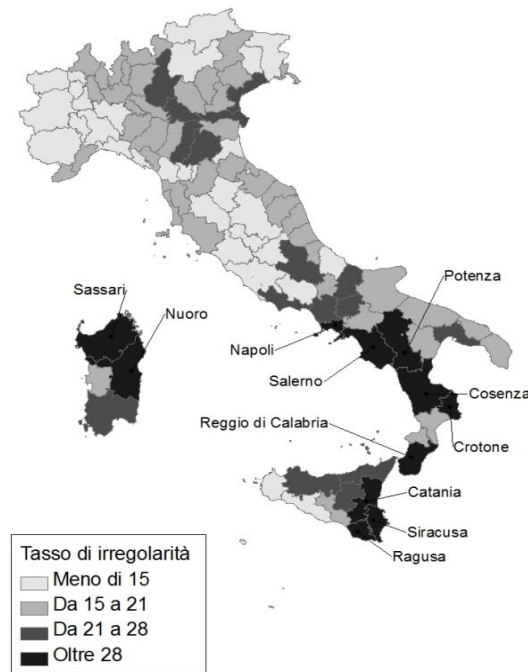 Potenza
Sassari
Nuoro
Napoli
Salerno
Cosenza
Reggio di Calabria
Crotone
Catania
Siracusa
Ragusa
Tasso di irregolarità
Meno di 15
Da 15 a 21
Da 21 a 28
Oltre 28